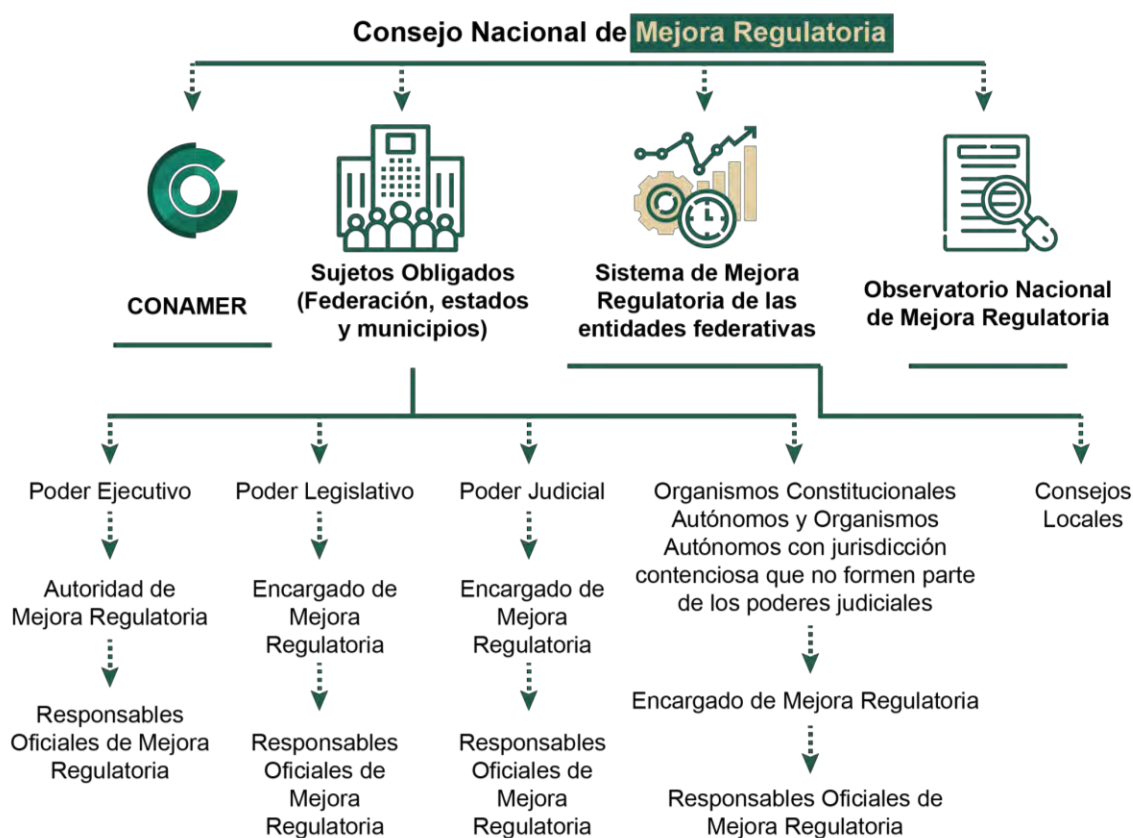 Consejo Nacional de Mejora Regulatoria
CONAMER
Sujetos Obligados
(Federación, estados
y municipios)
Sistema de Mejora
Regulatoria de las
entidades federativas
Observatorio Nacional
de Mejora Regulatoria
Poder Ejecutivo
Autoridad de
Mejora Regulatoria
Responsables
Oficiales de Mejora
Regulatoria
Poder Legislativo
Encargado de
Mejora
Regulatoria
Responsables
Oficiales de
Mejora
Regulatoria
Poder Judicial
Encargado de
Mejora
Regulatoria
Responsables
Oficiales de
Mejora
Regulatoria
Organismos Constitucionales
Autónomos y Organismos
Autónomos con jurisdicción
contenciosa que no formen parte
de los poderes judiciales
Encargado de Mejora Regulatoria
Responsables Oficiales de
Mejora Regulatoria
Consejos
Locales